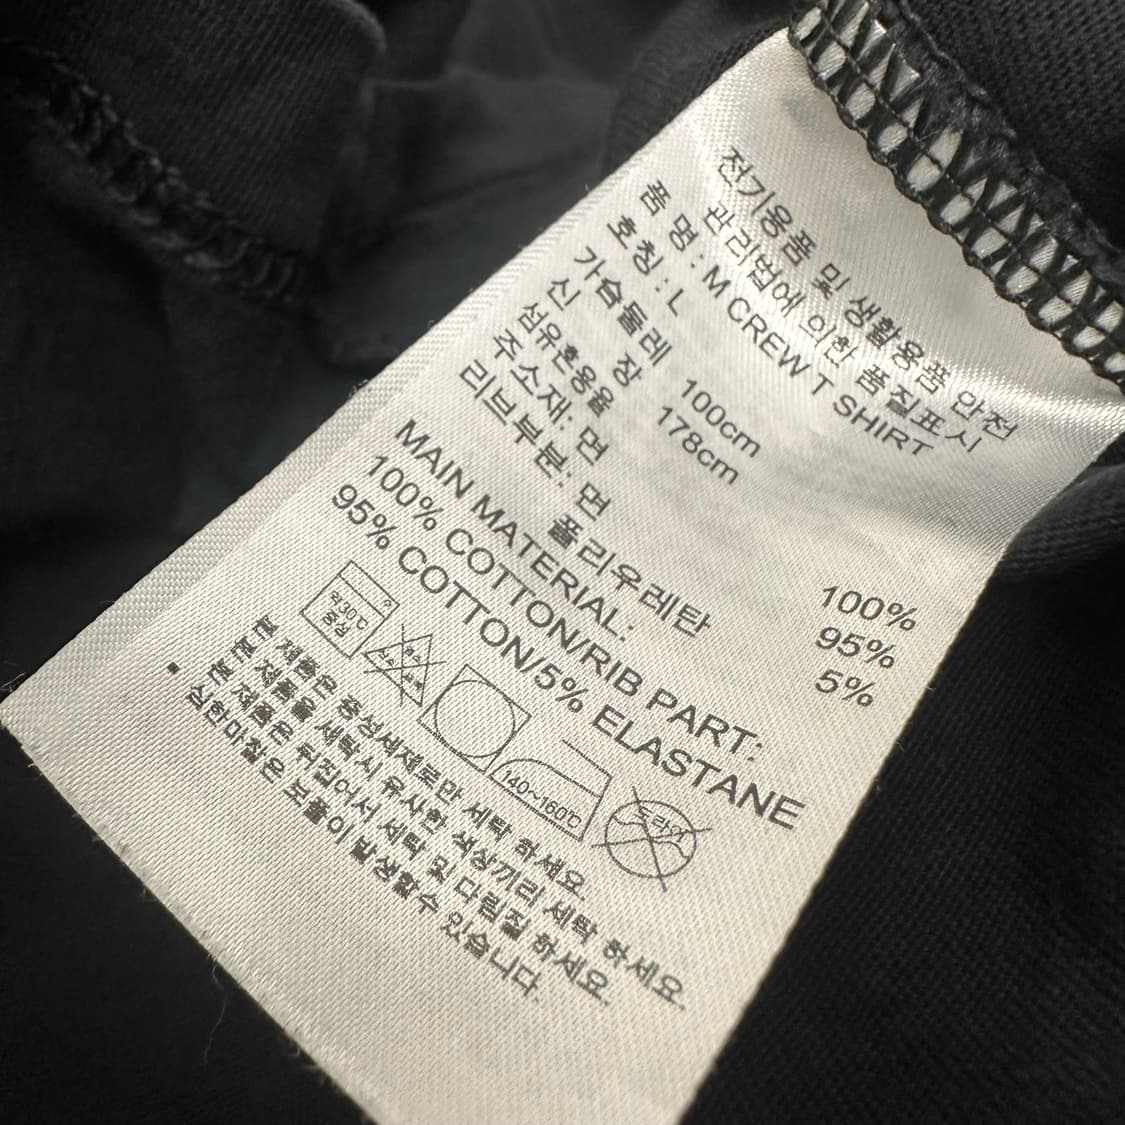 전기용품 및 생활용품 안전
관리법에 의한 품질표시
품 명 : M CREW T SHIRT
호칭 : L
가슴둘레 100cm
신 장 178cm
섬유혼용율
주소재: 면 100%
리브부분: 면 95%
폴리우레탄 5%
MAIN MATERIAL:
100% COTTON/RIB PART:
95% COTTON/5% ELASTANE
약30℃
중성
염소
표백
140~160℃
드라이
본 제품은 중성세제로만 세탁 하세요.
본 제품을 세탁시 유사한 색상끼리 세탁 하세요.
본 제품은 뒤집어서 세탁 및 다림질 하세요.
심한마찰은 보풀이 발생할수 있습니다.